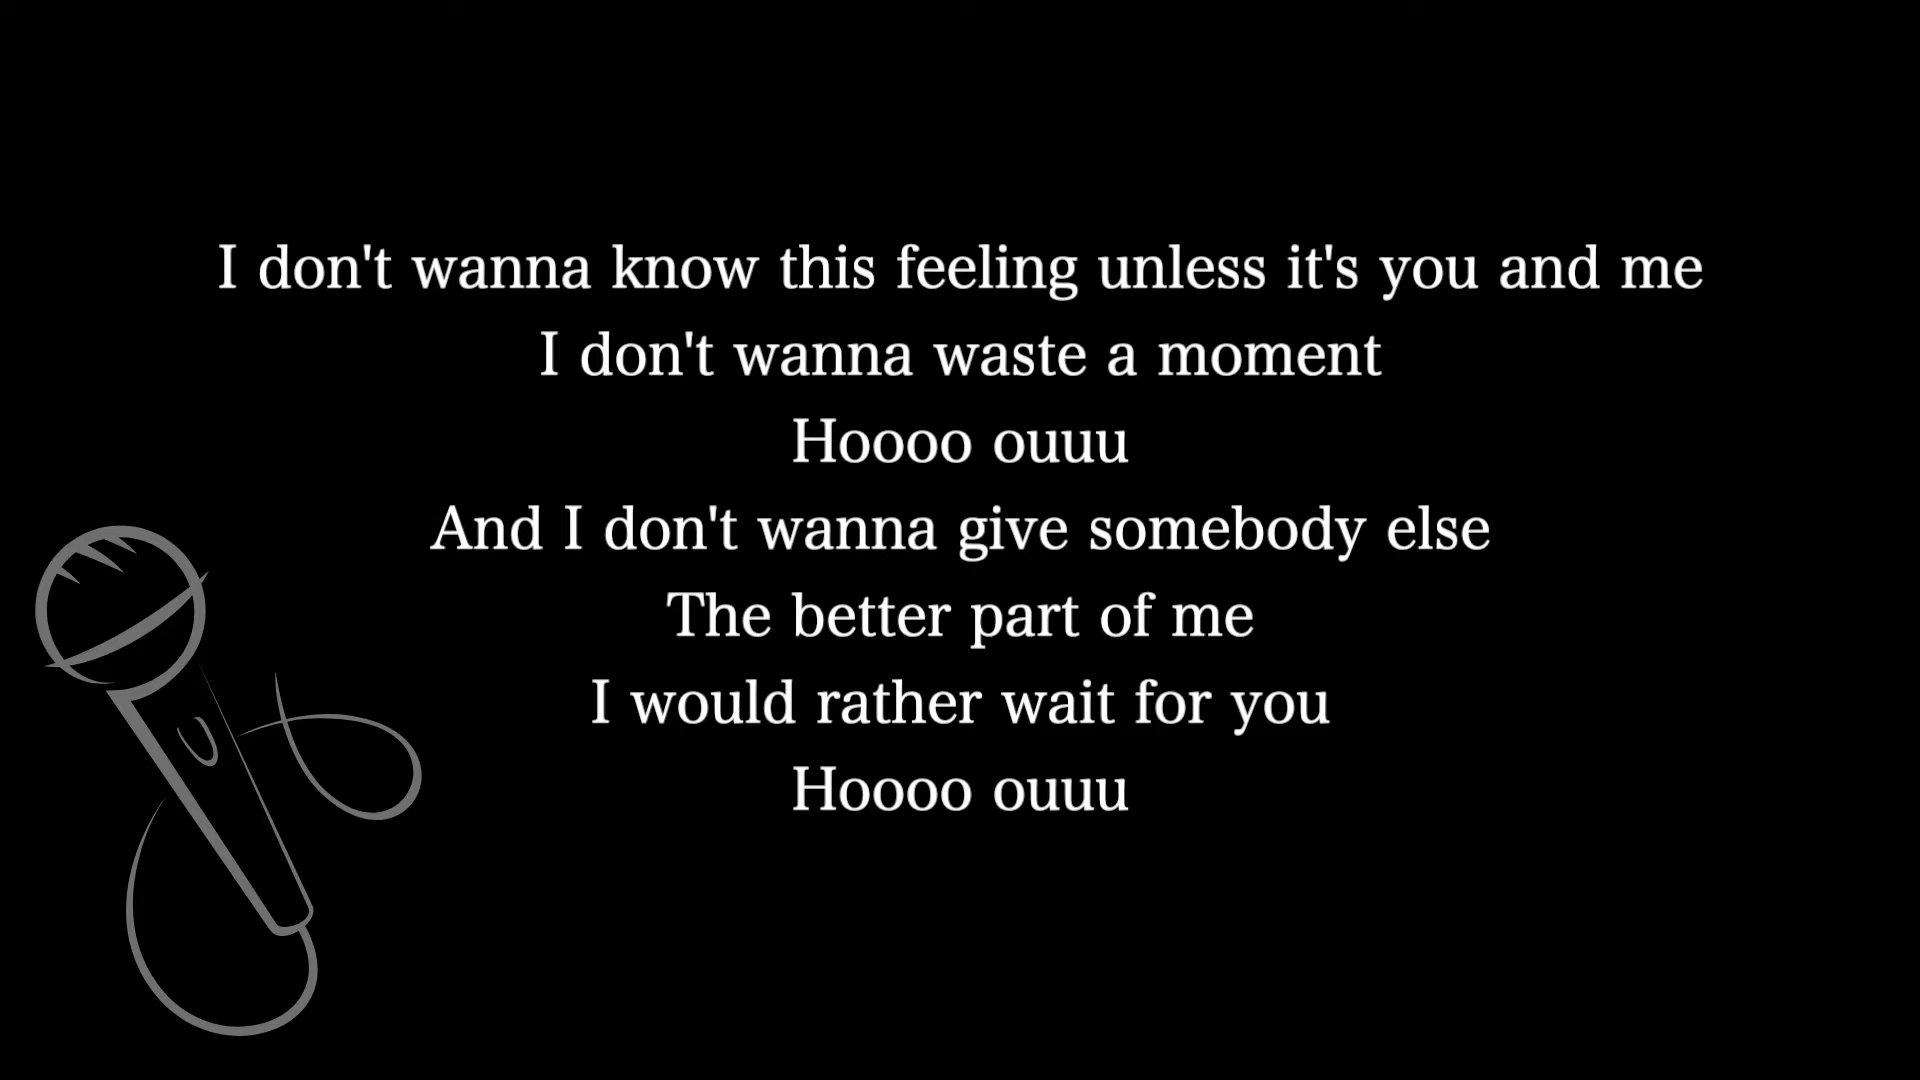 I don't wanna know this feeling unless it's you and me
I don't wanna waste a moment
Hoooo ouuu
And I don't wanna give somebody else
The better part of me
I would rather wait for you
Hoooo ouuu